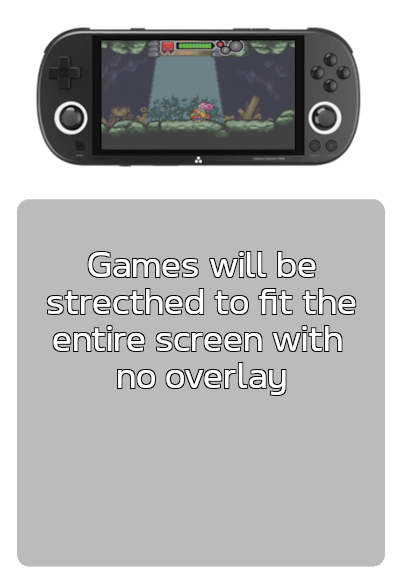 Games will be
strecthed to fit the
entire screen with
no overlay